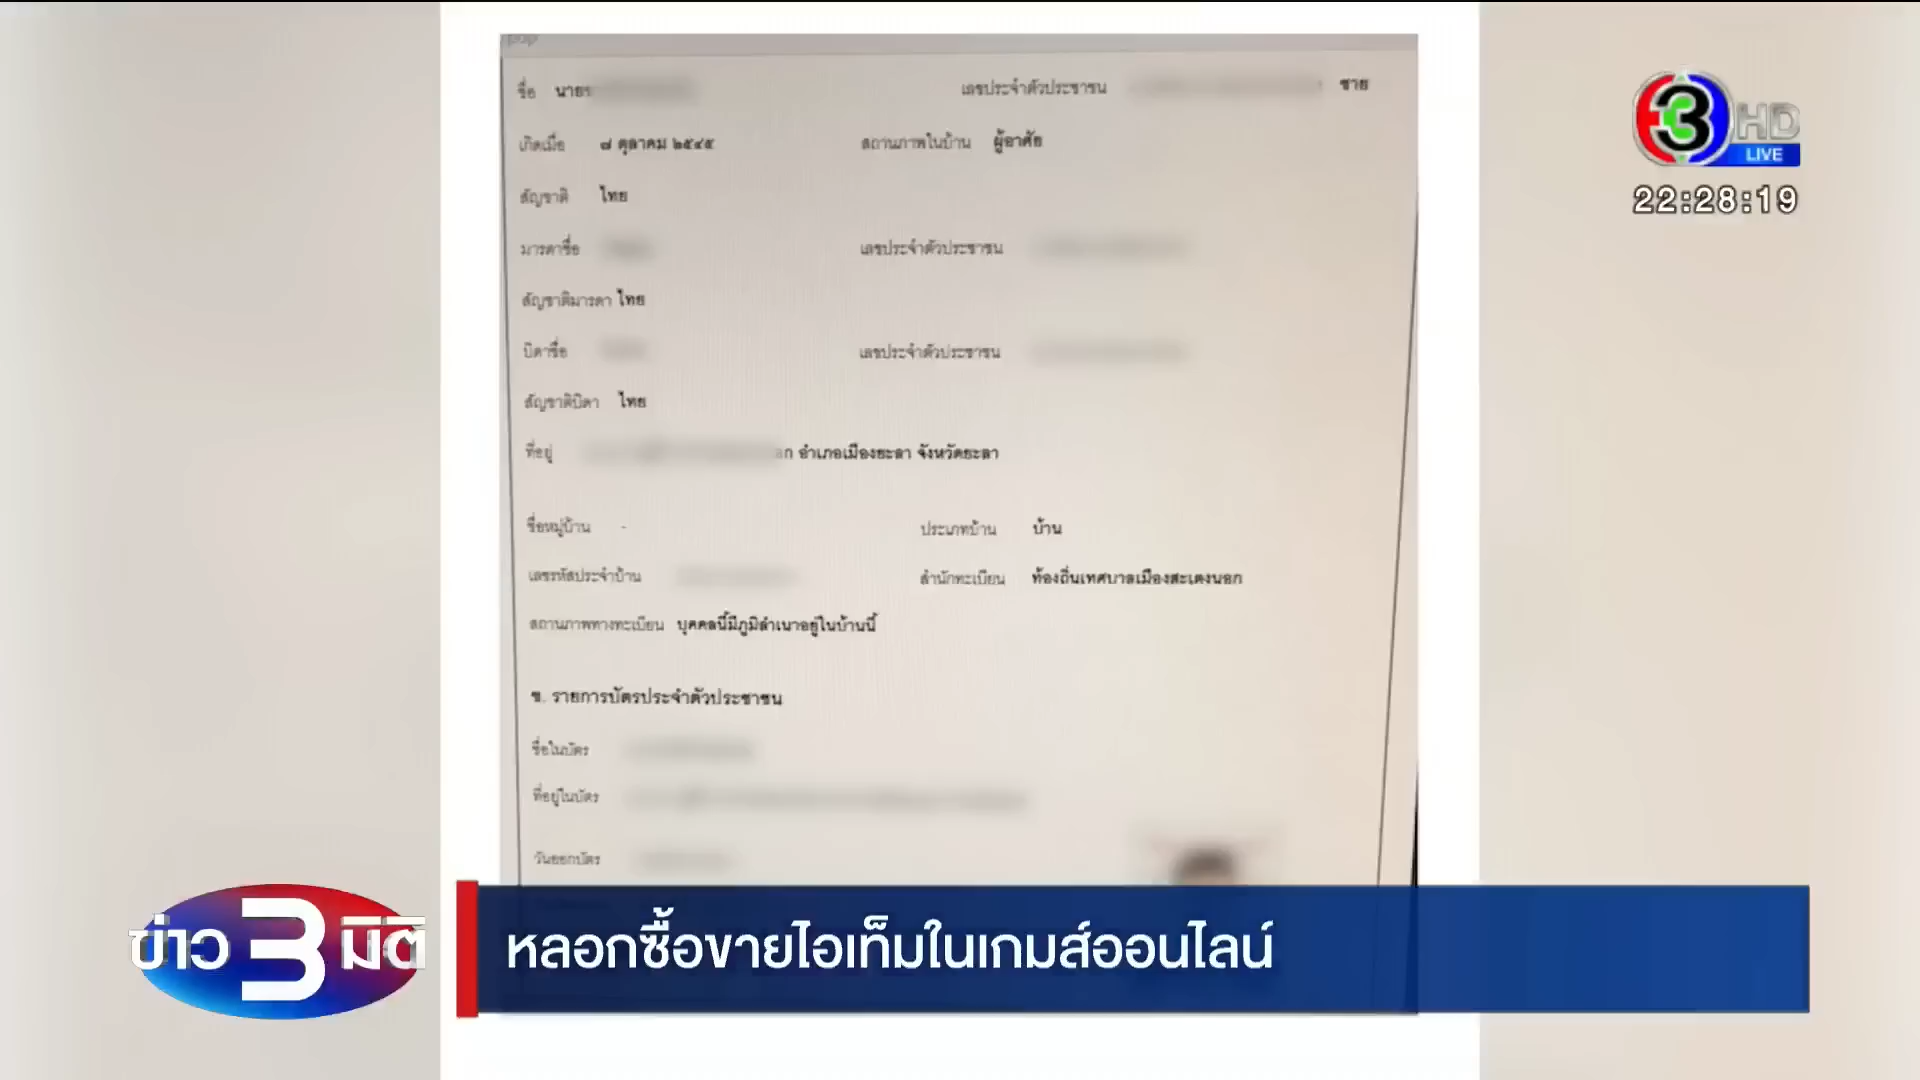 ชื่อ นาย เลขประจำตัวประชาชน ชาย
เกิดเมื่อ ๘ ตุลาคม ๒๕๔๕ สถานภาพในบ้าน ผู้อาศัย
สัญชาติ ไทย
มารดาชื่อ เลขประจำตัวประชาชน
สัญชาติมารดา ไทย
บิดาชื่อ เลขประจำตัวประชาชน
สัญชาติบิดา ไทย
ที่อยู่ อำเภอเมืองยะลา จังหวัดยะลา
ชื่อหมู่บ้าน - ประเภทบ้าน บ้าน
เลขรหัสประจำบ้าน สำนักทะเบียน ท้องถิ่นเทศบาลเมืองสะเตงนอก
สถานภาพทางทะเบียน บุคคลนี้มีภูมิลำเนาอยู่ในบ้านนี้
ข. รายการบัตรประจำตัวประชาชน
ชื่อในบัตร
ที่อยู่ในบัตร
วันออกบัตร
3 HD
LIVE
22:28:19
ข่าว 3 มิติ
หลอกซื้อขายไอเท็มในเกมส์ออนไลน์